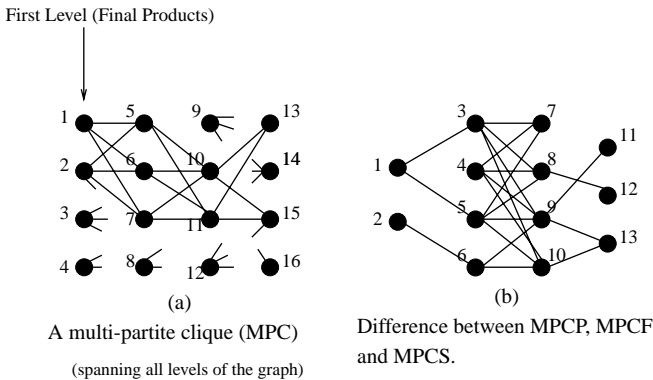 First Level (Final Products)
1 5 9 13
2 6 10 14
3 7 11 15
4 8 12 16
(a)
A multi-partite clique (MPC)
(spanning all levels of the graph)
3 7
11
1 4 8
12
2 5 9
13
6 10
(b)
Difference between MPCP, MPCF
and MPCS.